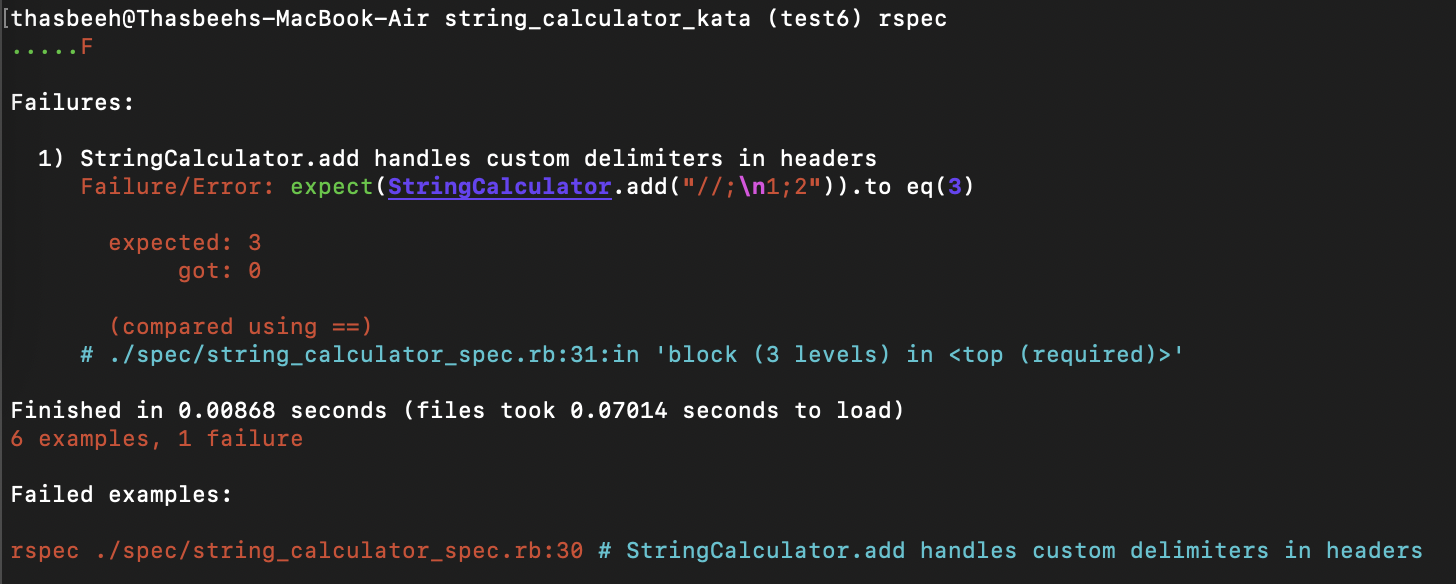 [thasbeeh@Thasbeehs-MacBook-Air string_calculator_kata (test6) rspec
.....F
Failures:
1) StringCalculator.add handles custom delimiters in headers
Failure/Error: expect(StringCalculator.add("//;\n1;2")).to eq(3)
expected: 3
got: 0
(compared using ==)
# ./spec/string_calculator_spec.rb:31:in 'block (3 levels) in <top (required)>'
Finished in 0.00868 seconds (files took 0.07014 seconds to load)
6 examples, 1 failure
Failed examples:
rspec ./spec/string_calculator_spec.rb:30 # StringCalculator.add handles custom delimiters in headers